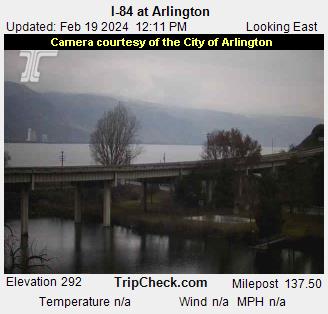 I-84 at Arlington
Updated: Feb 19 2024 12:11 PM Looking East
Camera courtesy of the City of Arlington
Elevation 292 TripCheck.com Milepost 137.50
Temperature n/a Wind n/a MPH n/a